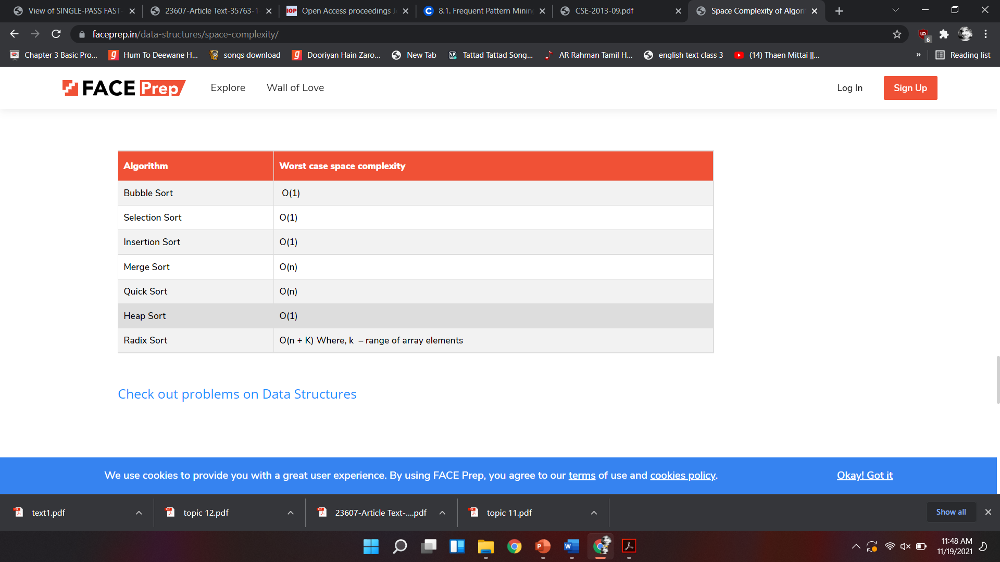 View of SINGLE-PASS FAST-
23607-Article Text-35763-1-
IOP Open Access proceedings Jo
C 8.1. Frequent Pattern Mining
CSE-2013-09.pdf
Space Complexity of Algori
faceprep.in/data-structures/space-complexity/
6
Chapter 3 Basic Pro...
g Hum To Deewane H...
songs download
g Dooriyan Hain Zaro...
New Tab
Tattad Tattad Song...
AR Rahman Tamil H...
english text class 3
(14) Thaen Mittai ||...
»
Reading list
FACE Prep
Explore
Wall of Love
Log In
Sign Up
Algorithm Worst case space complexity
Bubble Sort O(1)
Selection Sort O(1)
Insertion Sort O(1)
Merge Sort O(n)
Quick Sort O(n)
Heap Sort O(1)
Radix Sort O(n + K) Where, k – range of array elements
Check out problems on Data Structures
We use cookies to provide you with a great user experience. By using FACE Prep, you agree to our terms of use and cookies policy.
Okay! Got it
text1.pdf
topic 12.pdf
23607-Article Text-....pdf
topic 11.pdf
Show all
11:48 AM
11/19/2021